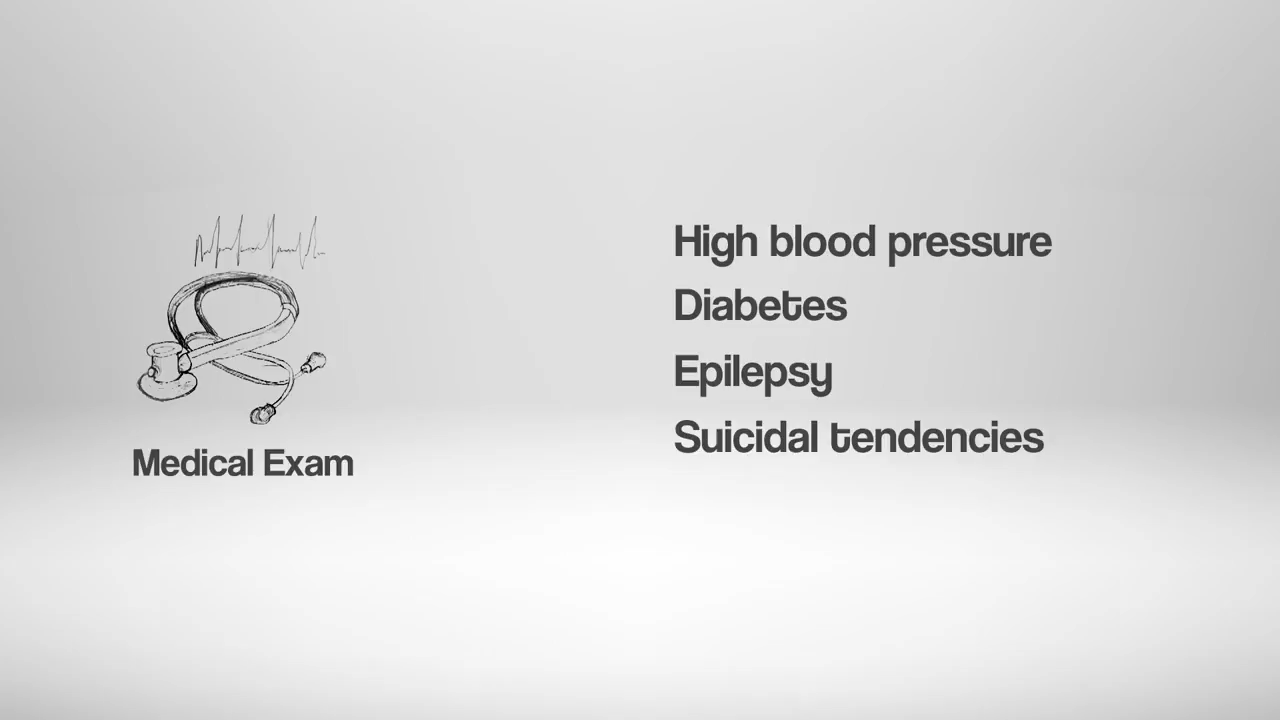 High blood pressure
Diabetes
Epilepsy
Suicidal tendencies
Medical Exam